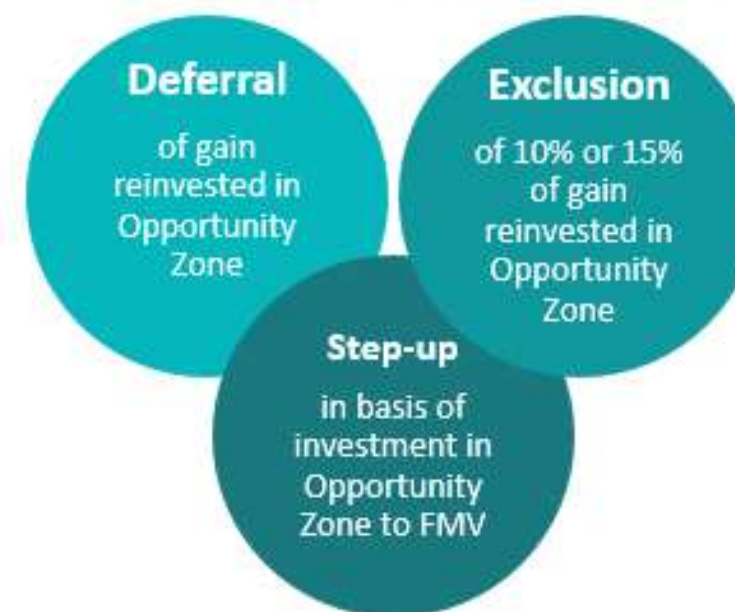 Deferral
of gain
reinvested in
Opportunity
Zone
Exclusion
of 10% or 15%
of gain
reinvested in
Opportunity
Zone
Step-up
in basis of
investment in
Opportunity
Zone to FMV